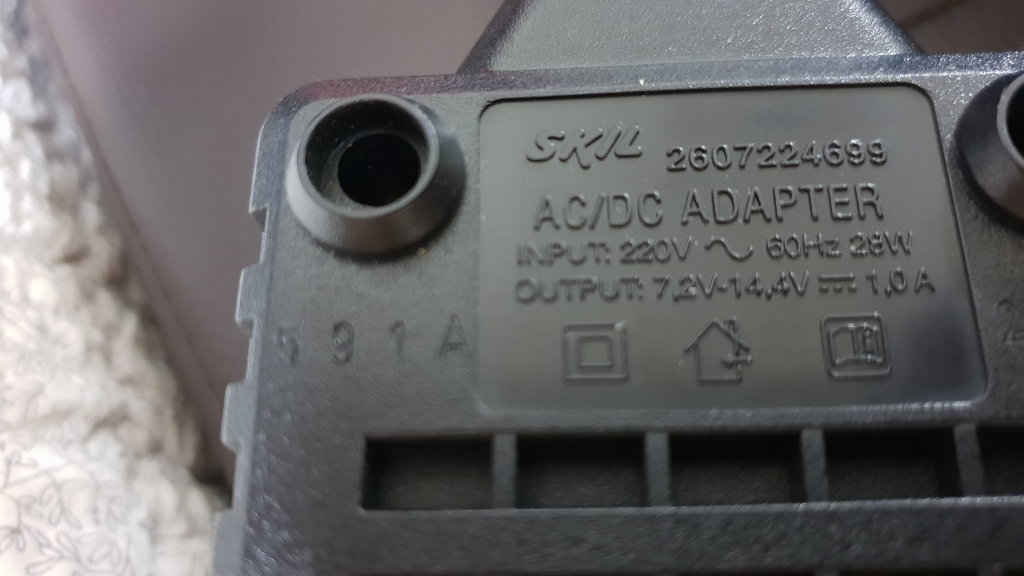 SKIL 2607224699
AC/DC ADAPTER
INPUT: 220V ~ 60Hz 28W
OUTPUT: 7,2V-14,4V ⎓ 1,0 A
591A